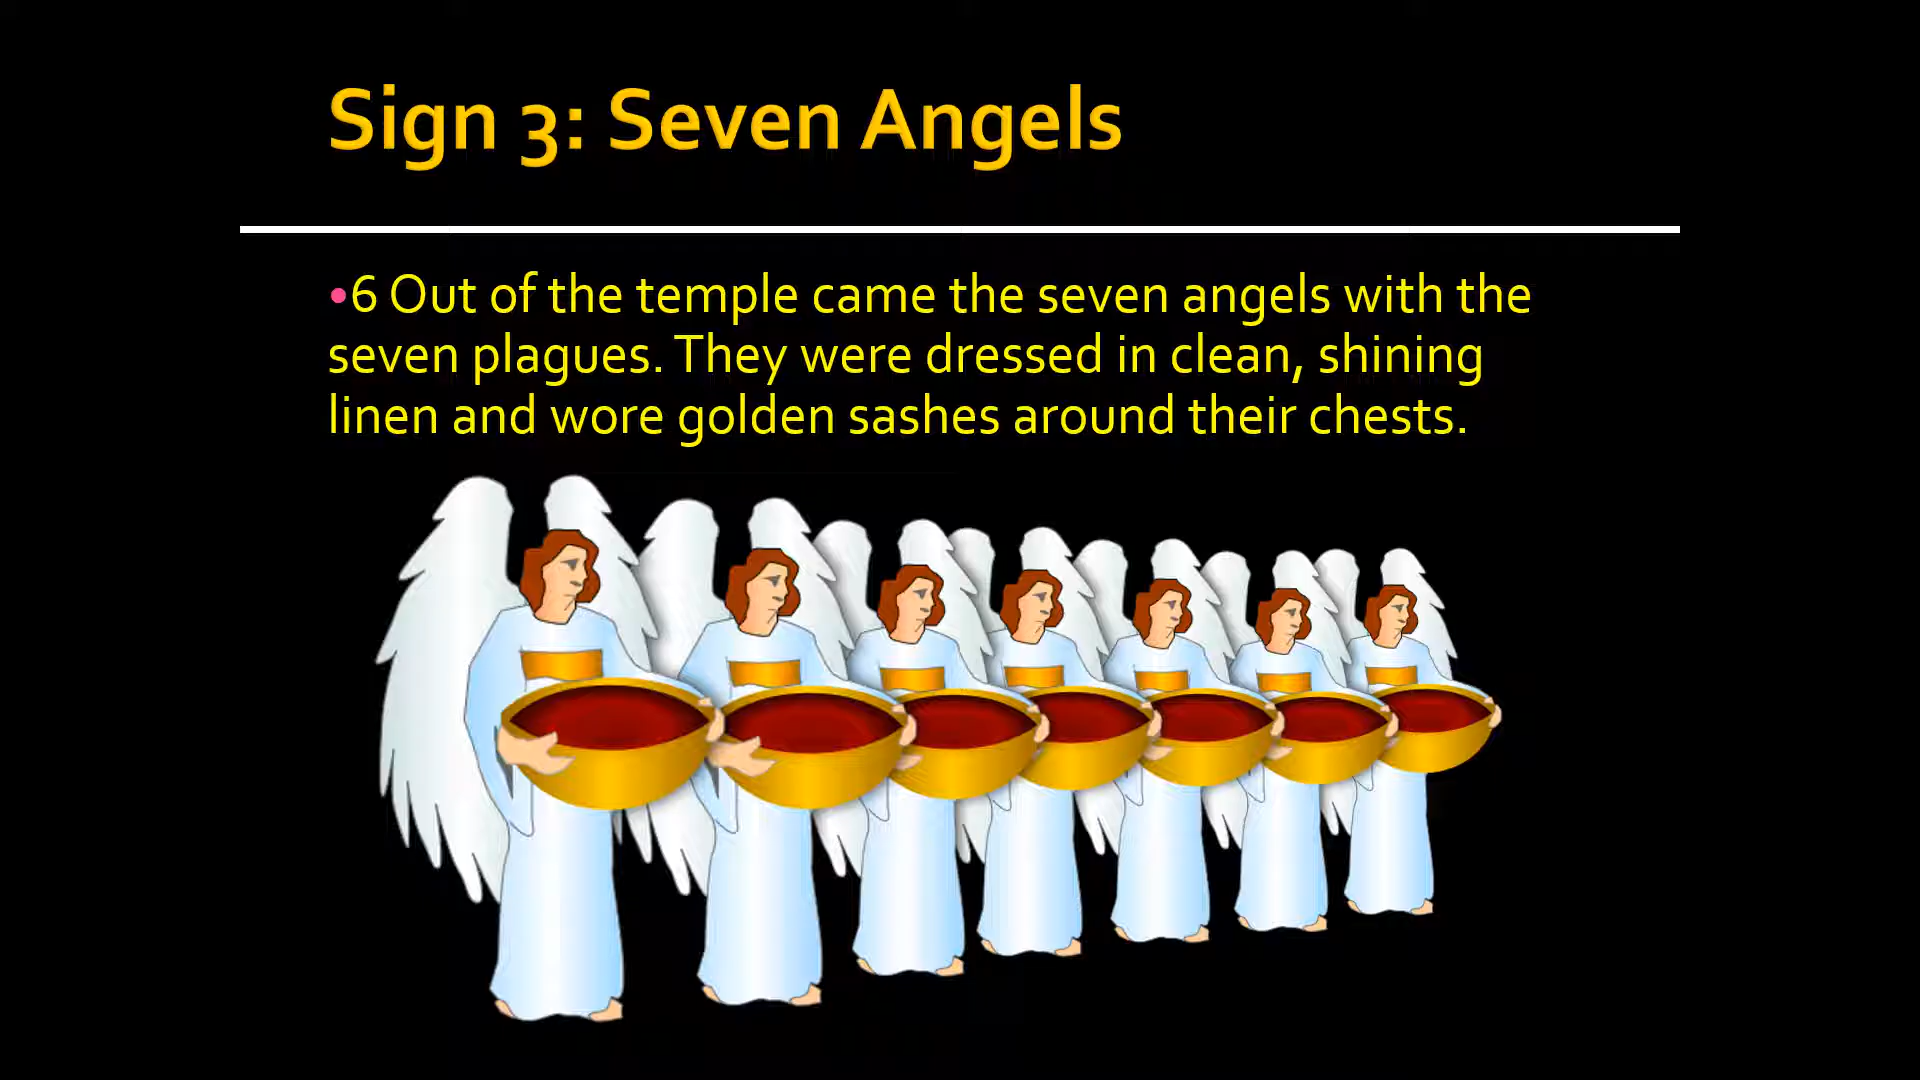 Sign 3: Seven Angels
•6 Out of the temple came the seven angels with the
seven plagues. They were dressed in clean, shining
linen and wore golden sashes around their chests.